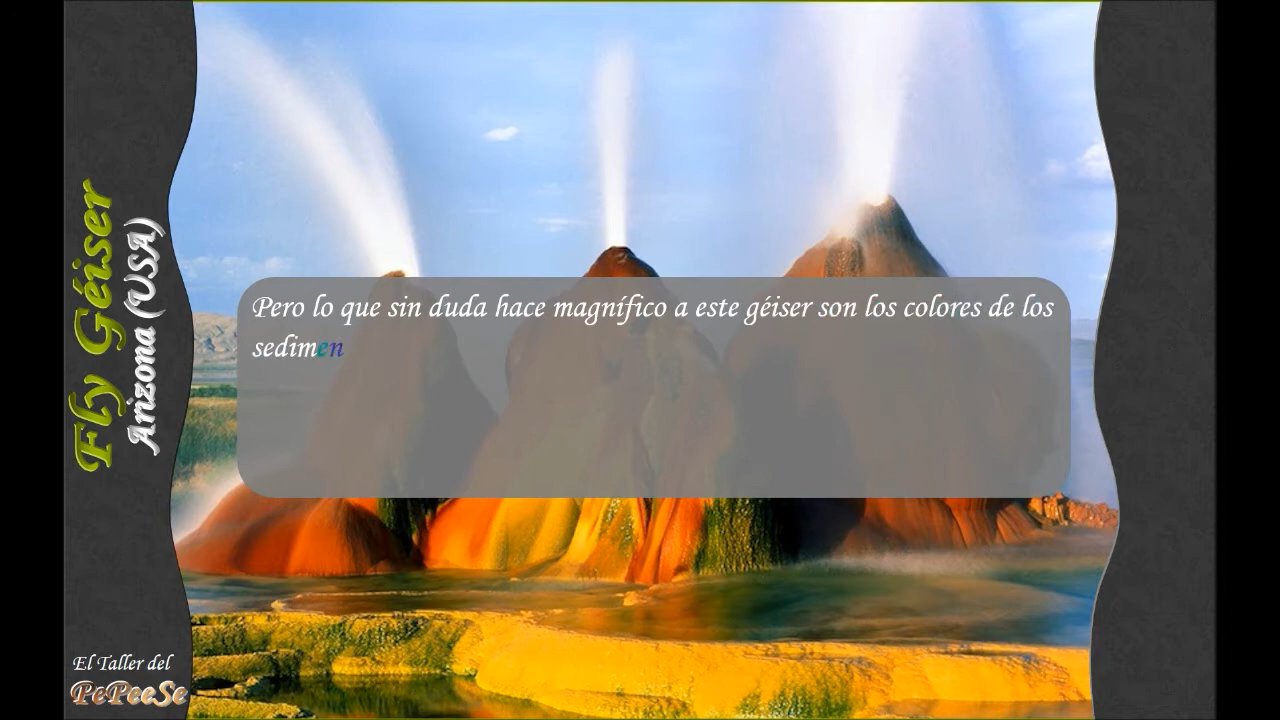 Fly Géiser
Arizona (USA)
Pero lo que sin duda hace magnífico a este géiser son los colores de los
sedimen
El Taller del
PePeeSe